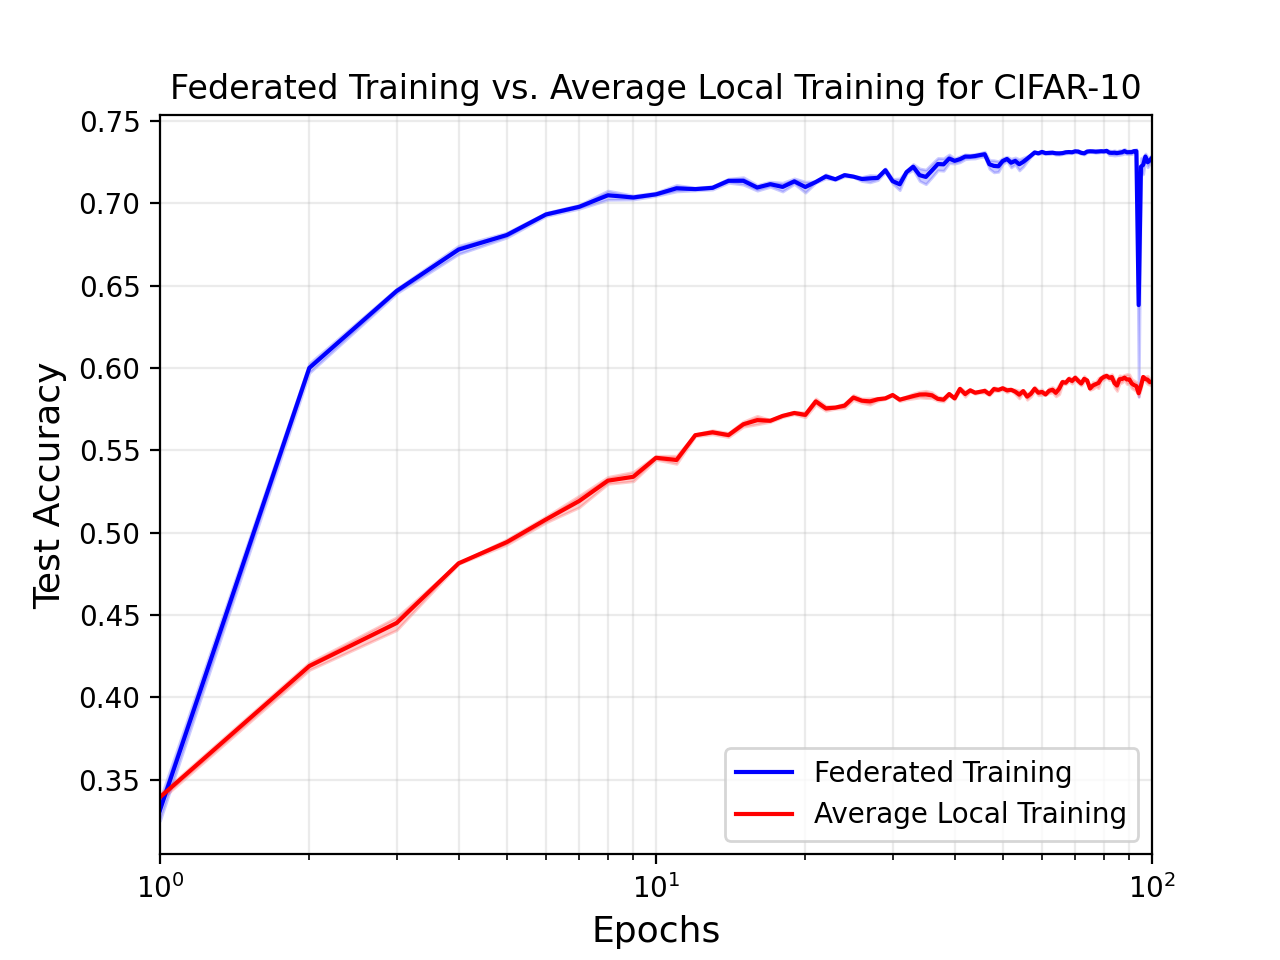 Federated Training vs. Average Local Training for CIFAR-10
0.75
0.70
0.65
0.60
0.55
0.50
0.45
0.40
0.35
Test Accuracy
Federated Training
Average Local Training
10⁰ 10¹ 10²
Epochs